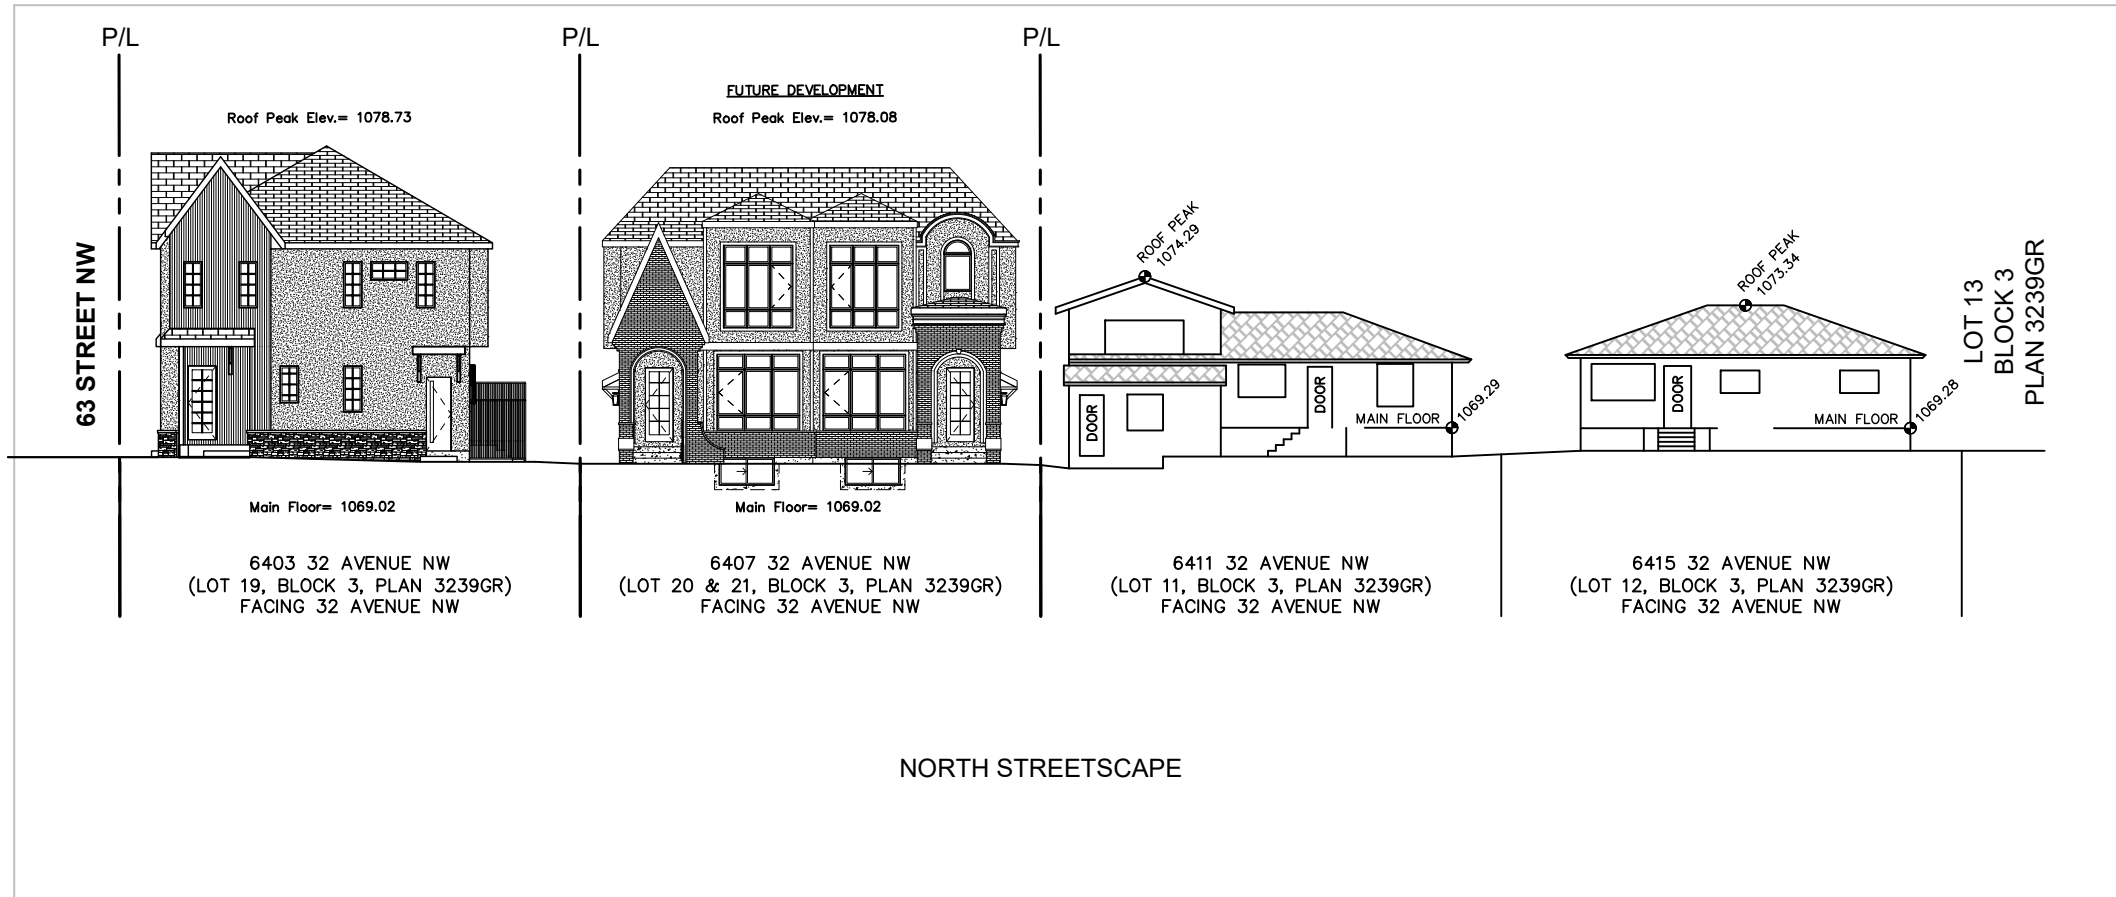 P/L
P/L
P/L
FUTURE DEVELOPMENT
Roof Peak Elev.= 1078.73
Roof Peak Elev.= 1078.08
63 STREET NW
ROOF PEAK
1074.29
ROOF PEAK
1073.34
LOT 13
BLOCK 3
PLAN 3239GR
DOOR
DOOR
MAIN FLOOR
1069.29
DOOR
MAIN FLOOR
1069.28
Main Floor= 1069.02
Main Floor= 1069.02
6403 32 AVENUE NW
(LOT 19, BLOCK 3, PLAN 3239GR)
FACING 32 AVENUE NW
6407 32 AVENUE NW
(LOT 20 & 21, BLOCK 3, PLAN 3239GR)
FACING 32 AVENUE NW
6411 32 AVENUE NW
(LOT 11, BLOCK 3, PLAN 3239GR)
FACING 32 AVENUE NW
6415 32 AVENUE NW
(LOT 12, BLOCK 3, PLAN 3239GR)
FACING 32 AVENUE NW
NORTH STREETSCAPE